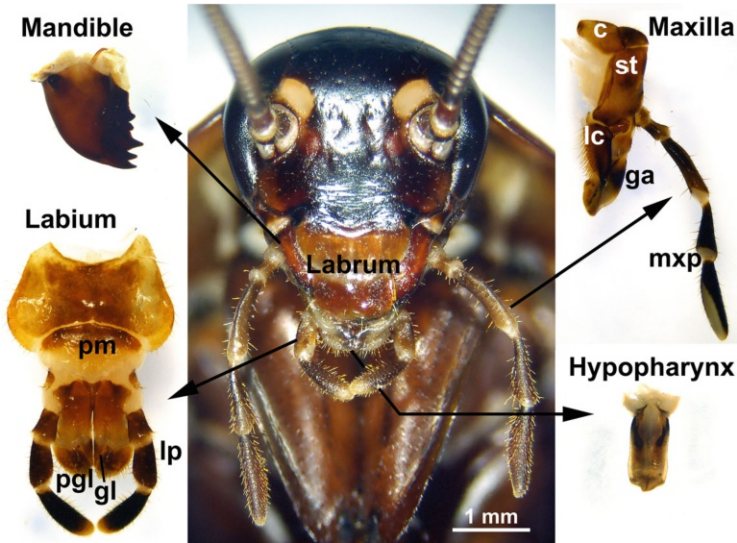 Mandible
Maxilla
c
st
lc
ga
mxp
Labium
pm
lp
pgl
gl
Labrum
Hypopharynx
1 mm